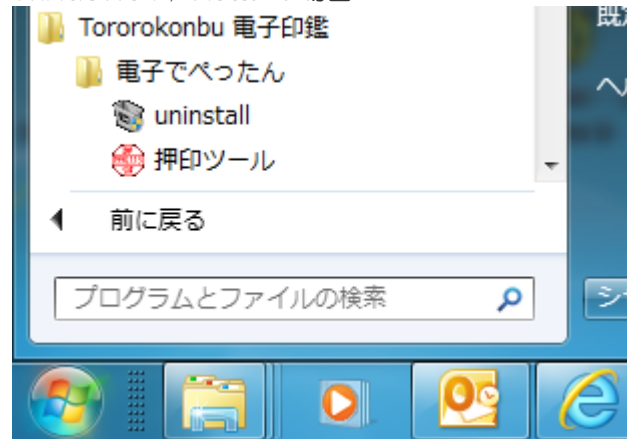 Tororokonbu 電子印鑑
電子でぺったん
uninstall
押印ツール
前に戻る
プログラムとファイルの検索